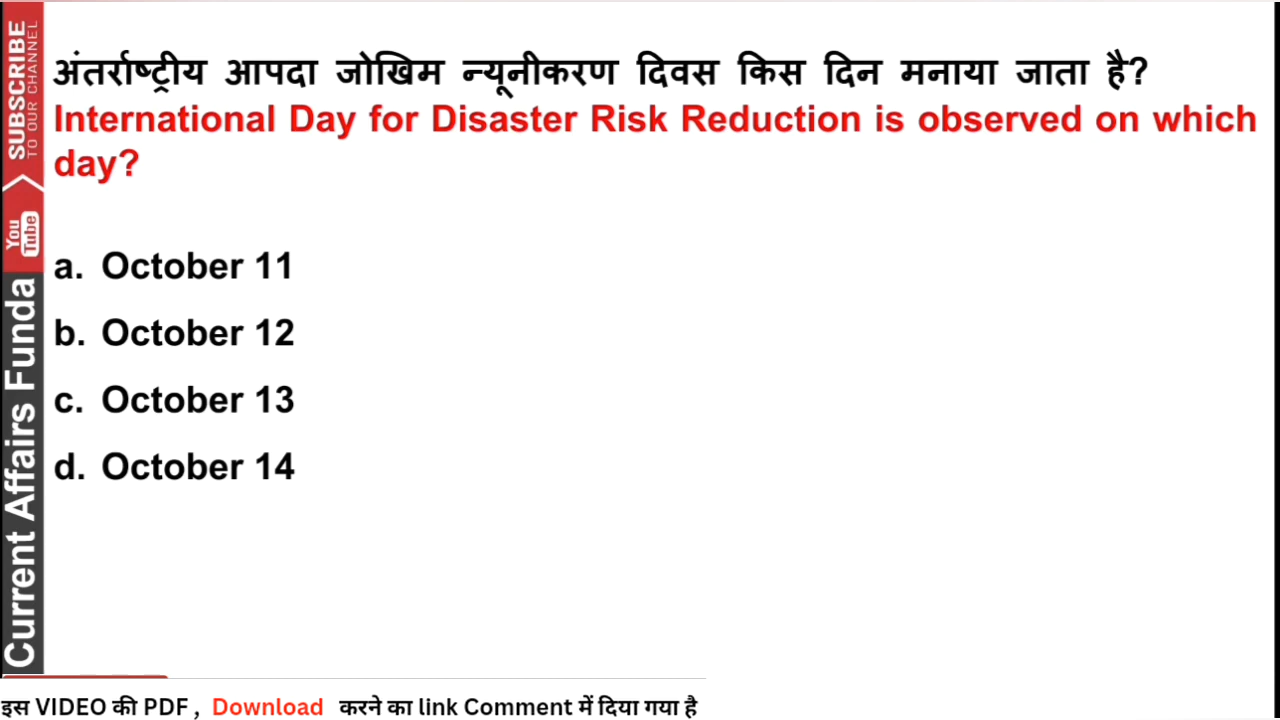 अंतर्राष्ट्रीय आपदा जोखिम न्यूनीकरण दिवस किस दिन मनाया जाता है?
International Day for Disaster Risk Reduction is observed on which
day?
a. October 11
b. October 12
c. October 13
d. October 14
SUBSCRIBE
TO OUR CHANNEL
You
Tube
Current Affairs Funda
इस VIDEO की PDF , Download करने का link Comment में दिया गया है